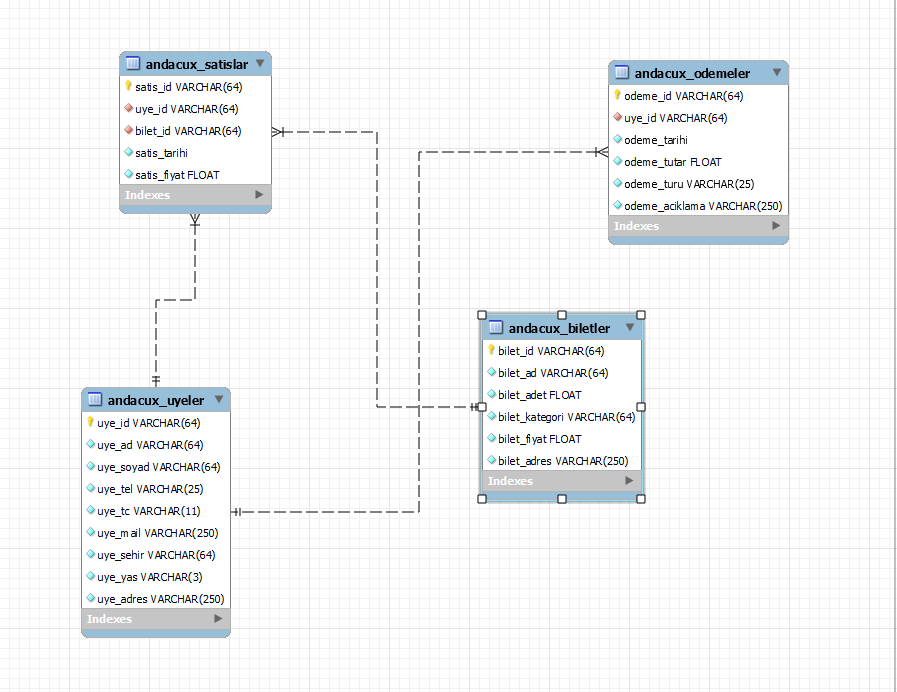 andacux_satislar
satis_id VARCHAR(64)
uye_id VARCHAR(64)
bilet_id VARCHAR(64)
satis_tarihi
satis_fiyat FLOAT
Indexes
andacux_odemeler
odeme_id VARCHAR(64)
uye_id VARCHAR(64)
odeme_tarihi
odeme_tutar FLOAT
odeme_turu VARCHAR(25)
odeme_aciklama VARCHAR(250)
Indexes
andacux_biletler
bilet_id VARCHAR(64)
bilet_ad VARCHAR(64)
bilet_adet FLOAT
bilet_kategori VARCHAR(64)
bilet_fiyat FLOAT
bilet_adres VARCHAR(250)
Indexes
andacux_uyeler
uye_id VARCHAR(64)
uye_ad VARCHAR(64)
uye_soyad VARCHAR(64)
uye_tel VARCHAR(25)
uye_tc VARCHAR(11)
uye_mail VARCHAR(250)
uye_sehir VARCHAR(64)
uye_yas VARCHAR(3)
uye_adres VARCHAR(250)
Indexes